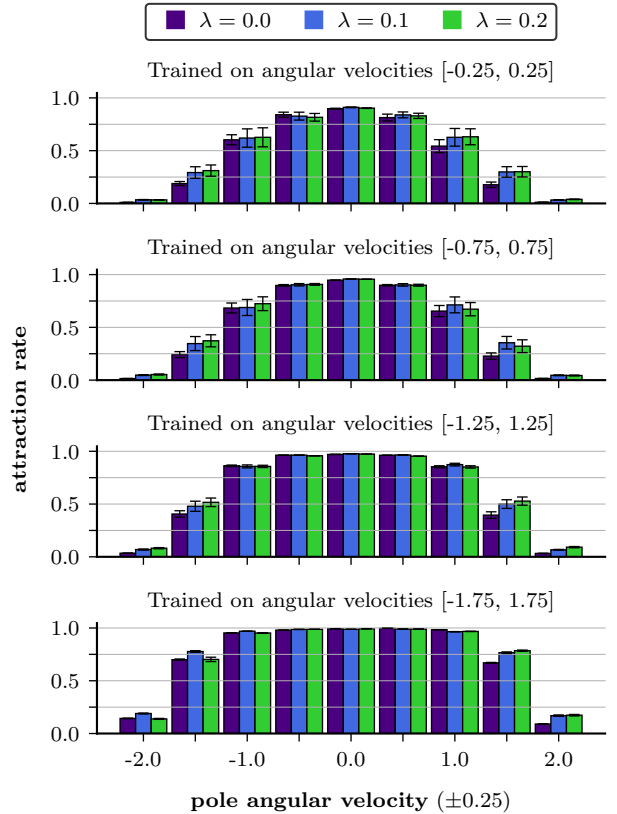 λ = 0.0 λ = 0.1 λ = 0.2
Trained on angular velocities [-0.25, 0.25]
1.0
0.5
0.0
Trained on angular velocities [-0.75, 0.75]
1.0
0.5
0.0
Trained on angular velocities [-1.25, 1.25]
1.0
0.5
0.0
Trained on angular velocities [-1.75, 1.75]
1.0
0.5
0.0
-2.0 -1.0 0.0 1.0 2.0
attraction rate
pole angular velocity (±0.25)